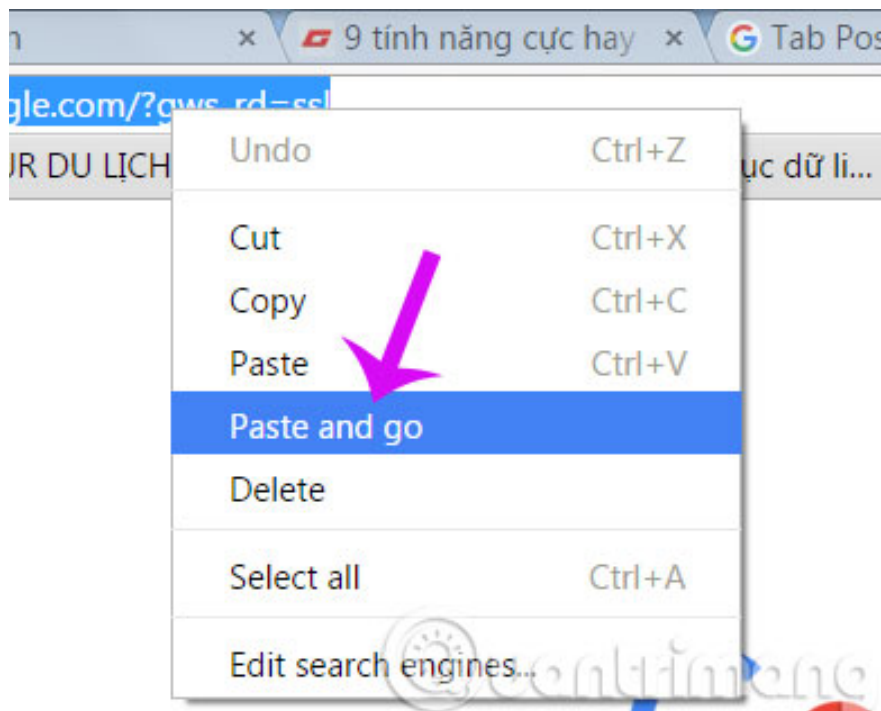 n × 9 tính năng cực hay × Tab Pos
gle.com/?gws_rd=ssl
UR DU LỊCH ục dữ li...
Undo Ctrl+Z
Cut Ctrl+X
Copy Ctrl+C
Paste Ctrl+V
Paste and go
Delete
Select all Ctrl+A
Edit search engines...
quantrimang